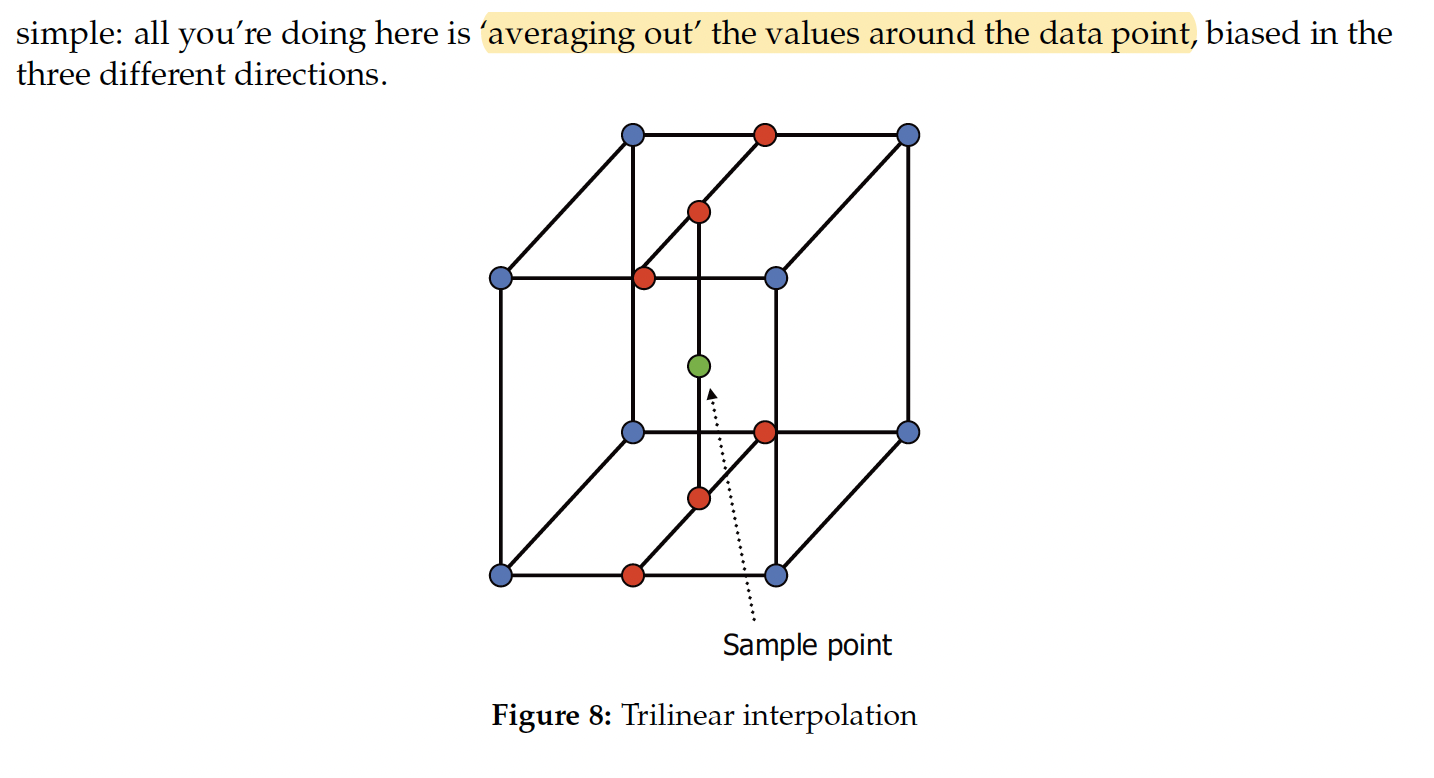 simple: all you’re doing here is ‘averaging out’ the values around the data point, biased in the
three different directions.
Sample point
Figure 8: Trilinear interpolation